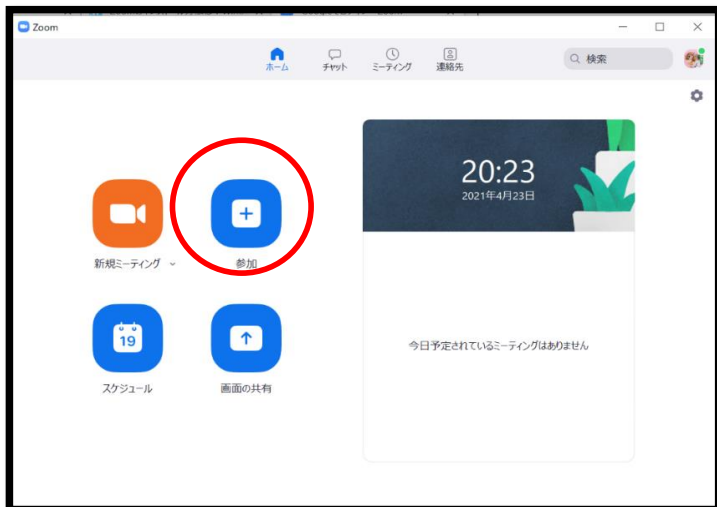 Zoom
ホーム
チャット
ミーティング
連絡先
検索
20:23
2021年4月23日
新規ミーティング
参加
19
スケジュール
画面の共有
今日予定されているミーティングはありません